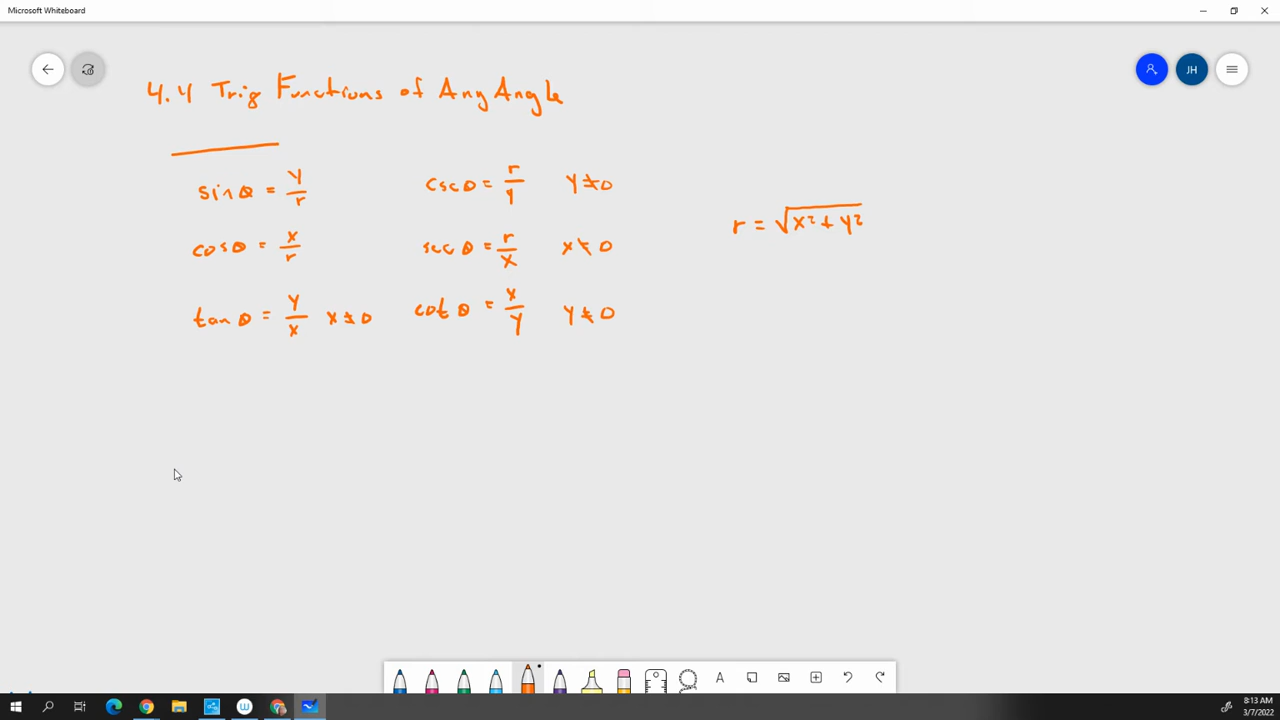 Microsoft Whiteboard
JH
4.4 Trig Functions of Any Angle
sin θ = y/r   csc θ = r/y   y ≠ 0
r = √(x² + y²)
cos θ = x/r   sec θ = r/x   x ≠ 0
tan θ = y/x   x ≠ 0   cot θ = x/y   y ≠ 0
A
8:13 AM
3/7/2022